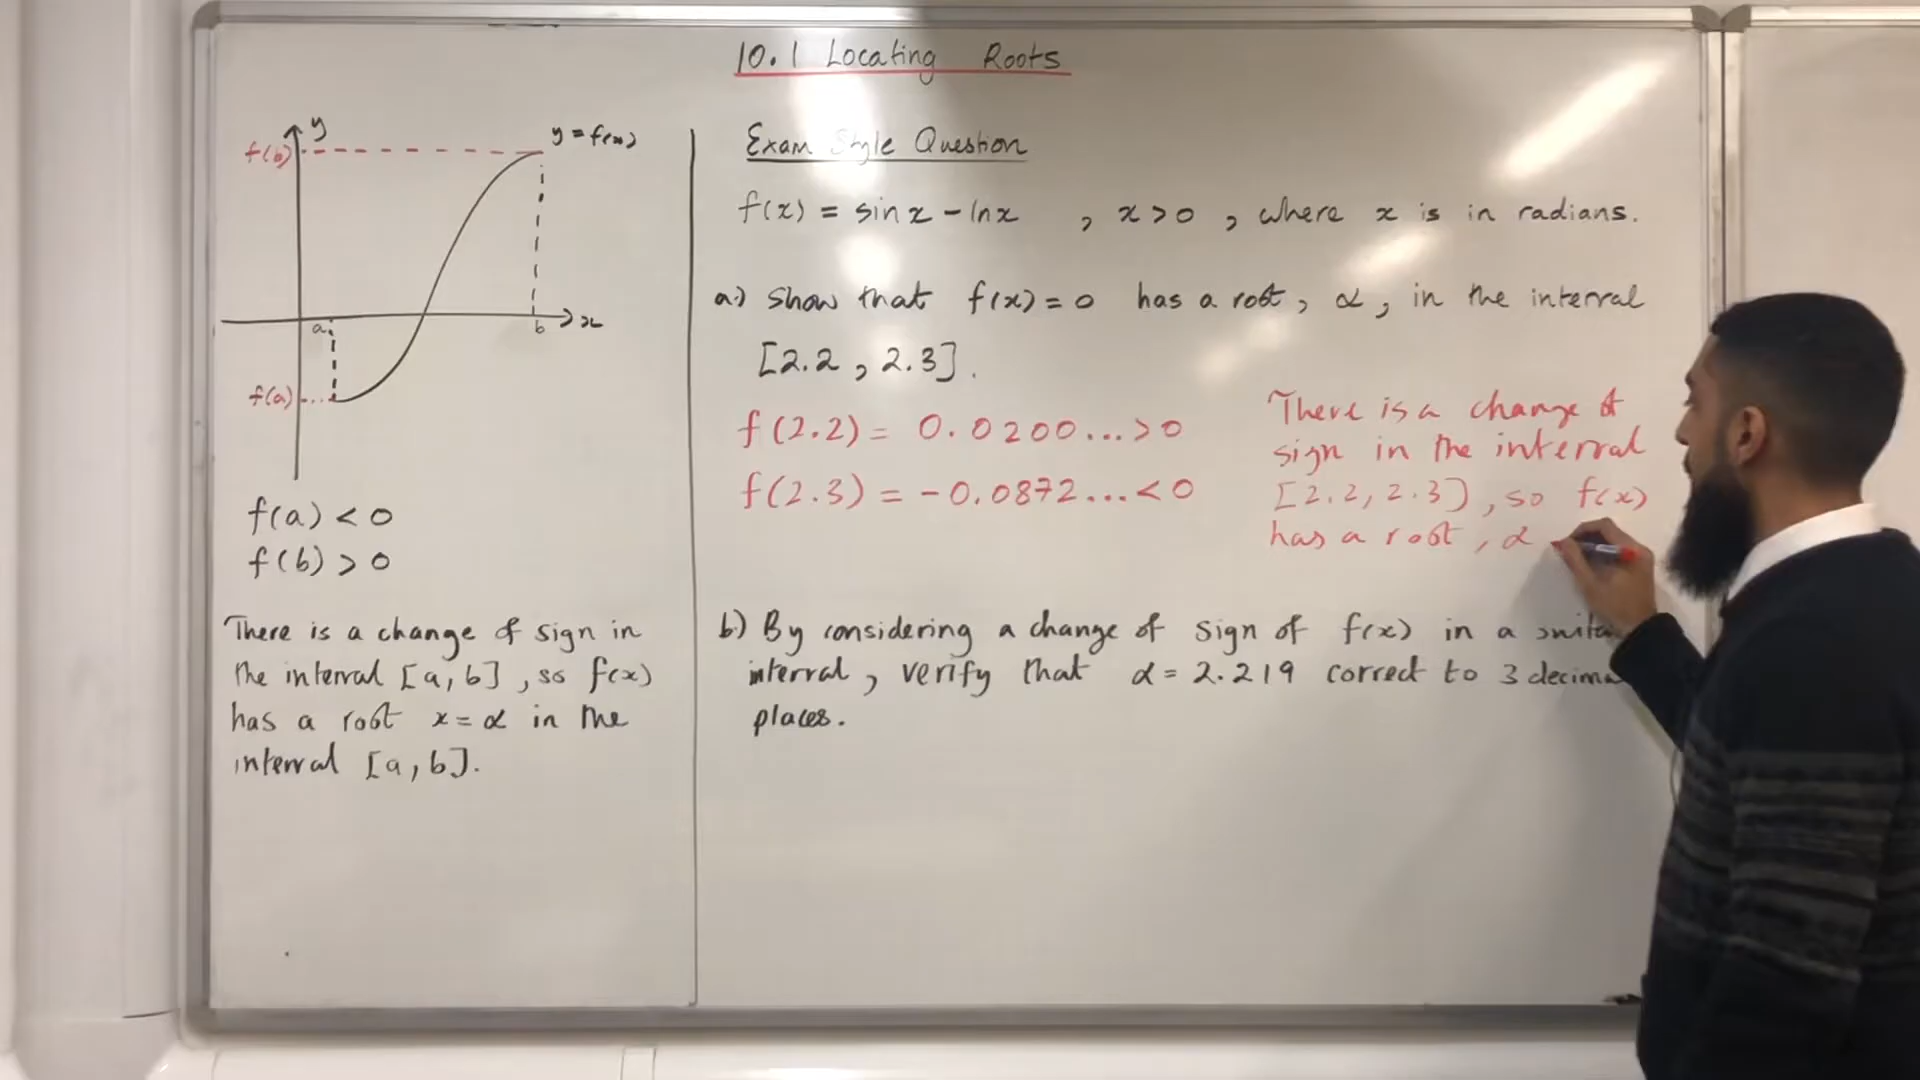 10.1 Locating Roots
y
f(b)
y = f(x)
a
b
x
f(a)
f(a) < 0
f(b) > 0
There is a change of sign in
the interval [a, b], so f(x)
has a root x = α in the
interval [a, b].
Exam Style Question
f(x) = sin x - ln x , x > 0 , where x is in radians.
a.) Show that f(x) = 0 has a root, α, in the interval
[2.2 , 2.3].
f(2.2) = 0.0200... > 0
f(2.3) = -0.0872... < 0
There is a change of
sign in the interval
[2.2, 2.3], so f(x)
has a root, α
b) By considering a change of sign of f(x) in a
interval, verify that α = 2.219 correct to 3
places.